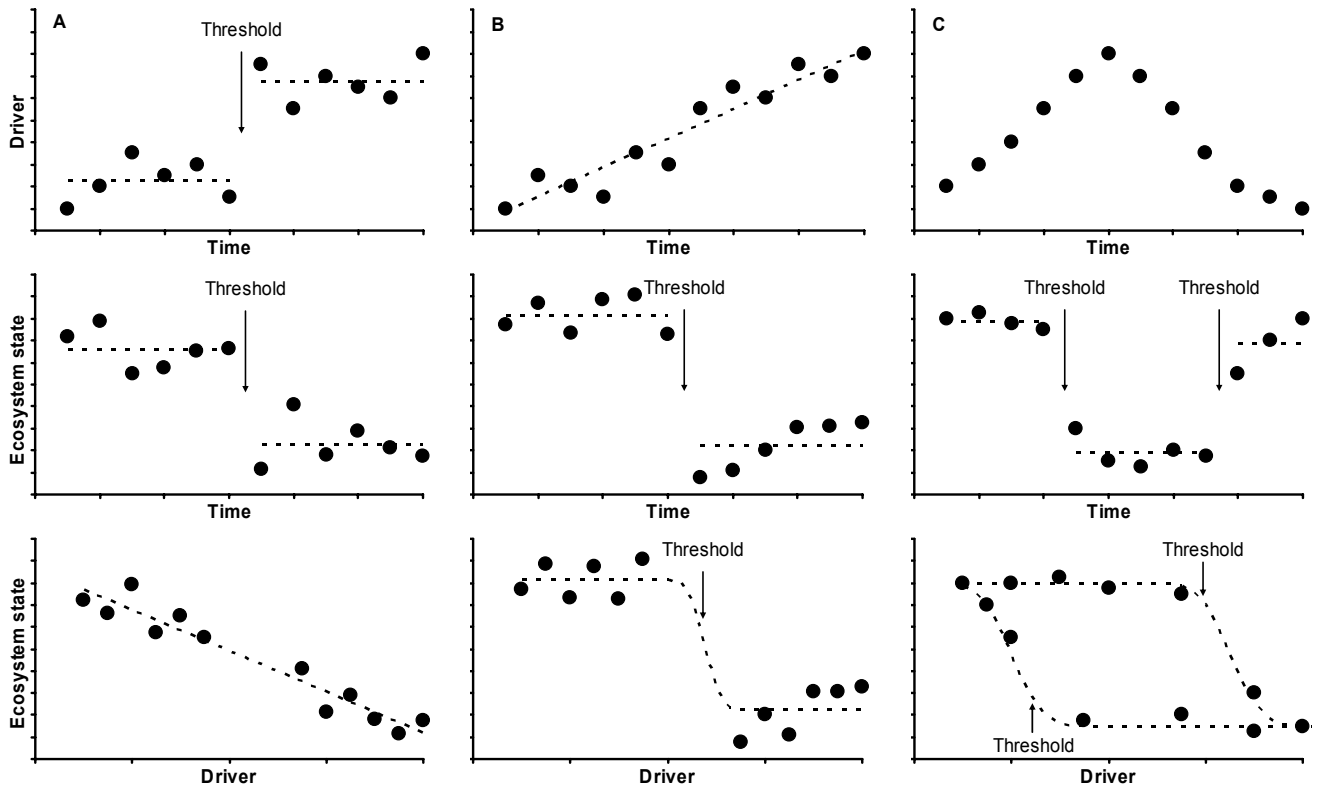 A
Threshold
Driver
Time
B
Time
C
Time
Threshold
Ecosystem state
Time
Threshold
Time
Threshold
Threshold
Time
Ecosystem state
Driver
Threshold
Driver
Threshold
Threshold
Driver